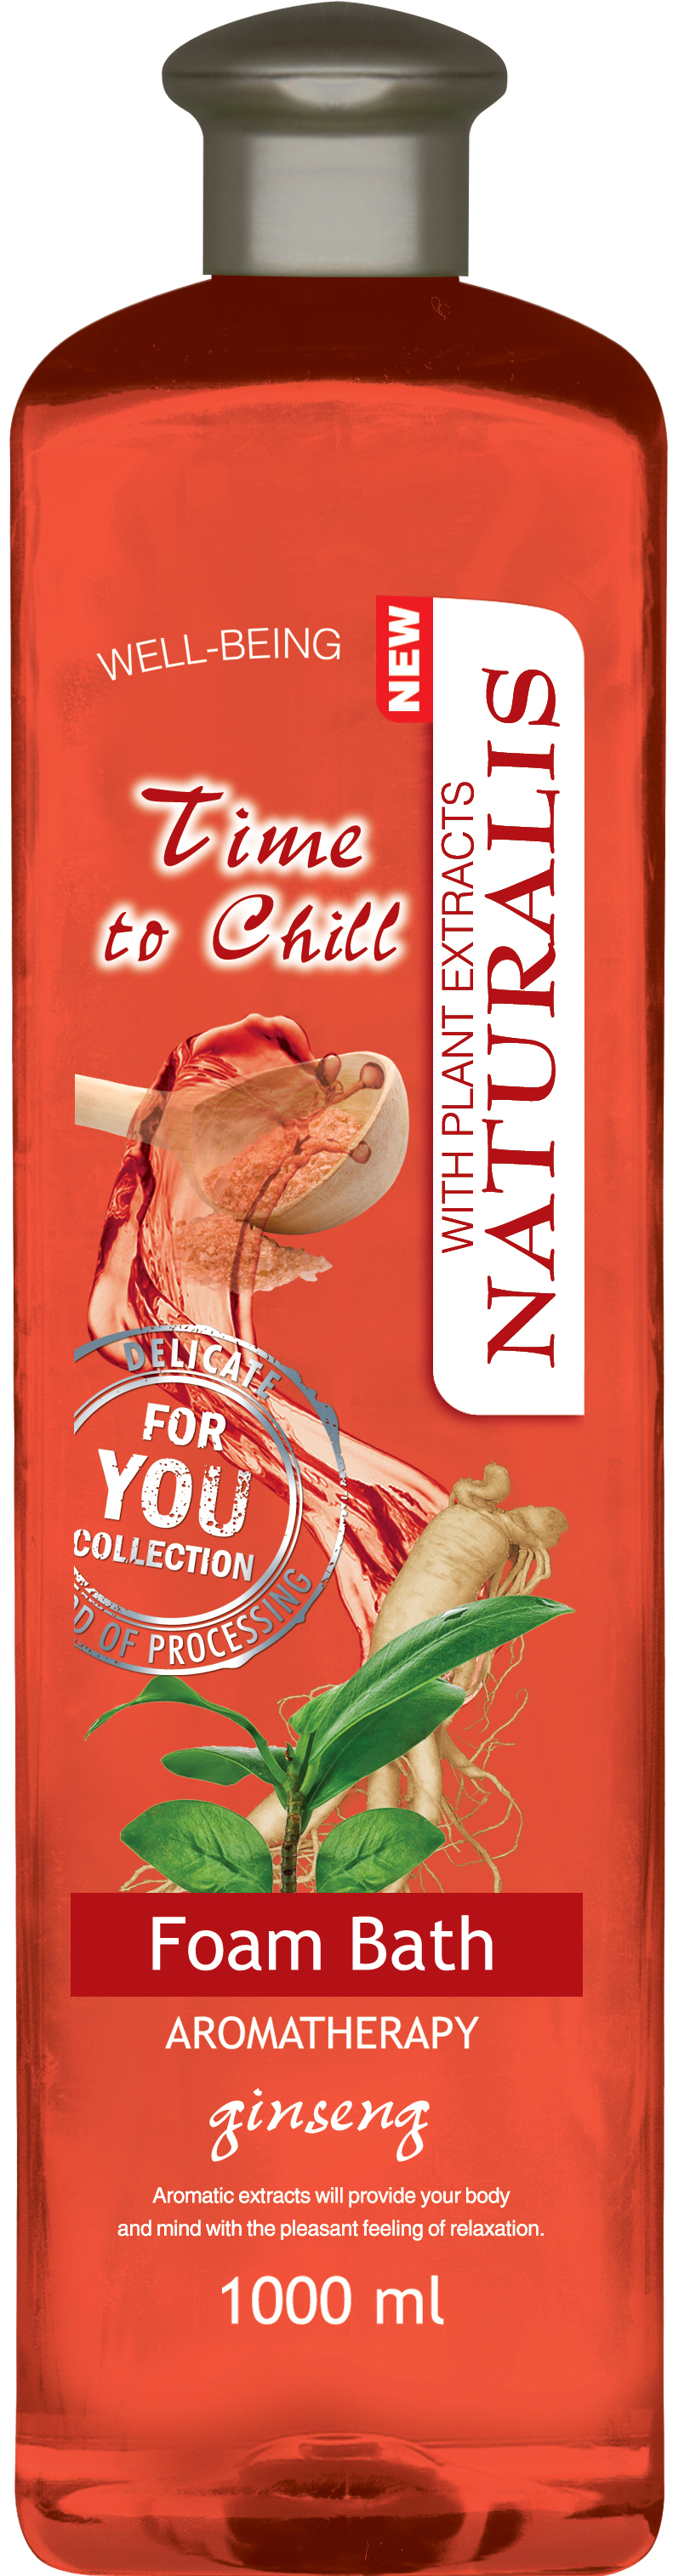 WELL-BEING
NEW
WITH PLANT EXTRACTS
NATURALIS
Time
to Chill
DELICATE
FOR
YOU
COLLECTION
OF PROCESSING
Foam Bath
AROMATHERAPY
ginseng
Aromatic extracts will provide your body
and mind with the pleasant feeling of relaxation.
1000 ml